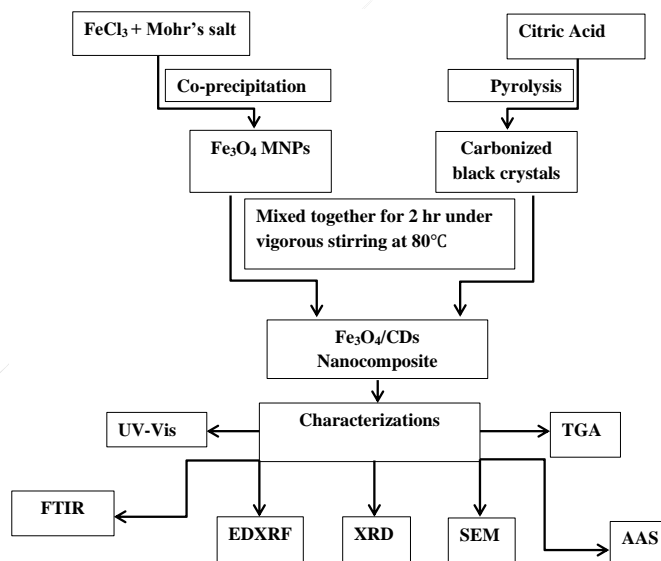 FeCl₃ + Mohr's salt
Citric Acid
Co-precipitation
Pyrolysis
Fe₃O₄ MNPs
Carbonized
black crystals
Mixed together for 2 hr under
vigorous stirring at 80℃
Fe₃O₄/CDs
Nanocomposite
Characterizations
UV-Vis
TGA
FTIR
EDXRF
XRD
SEM
AAS